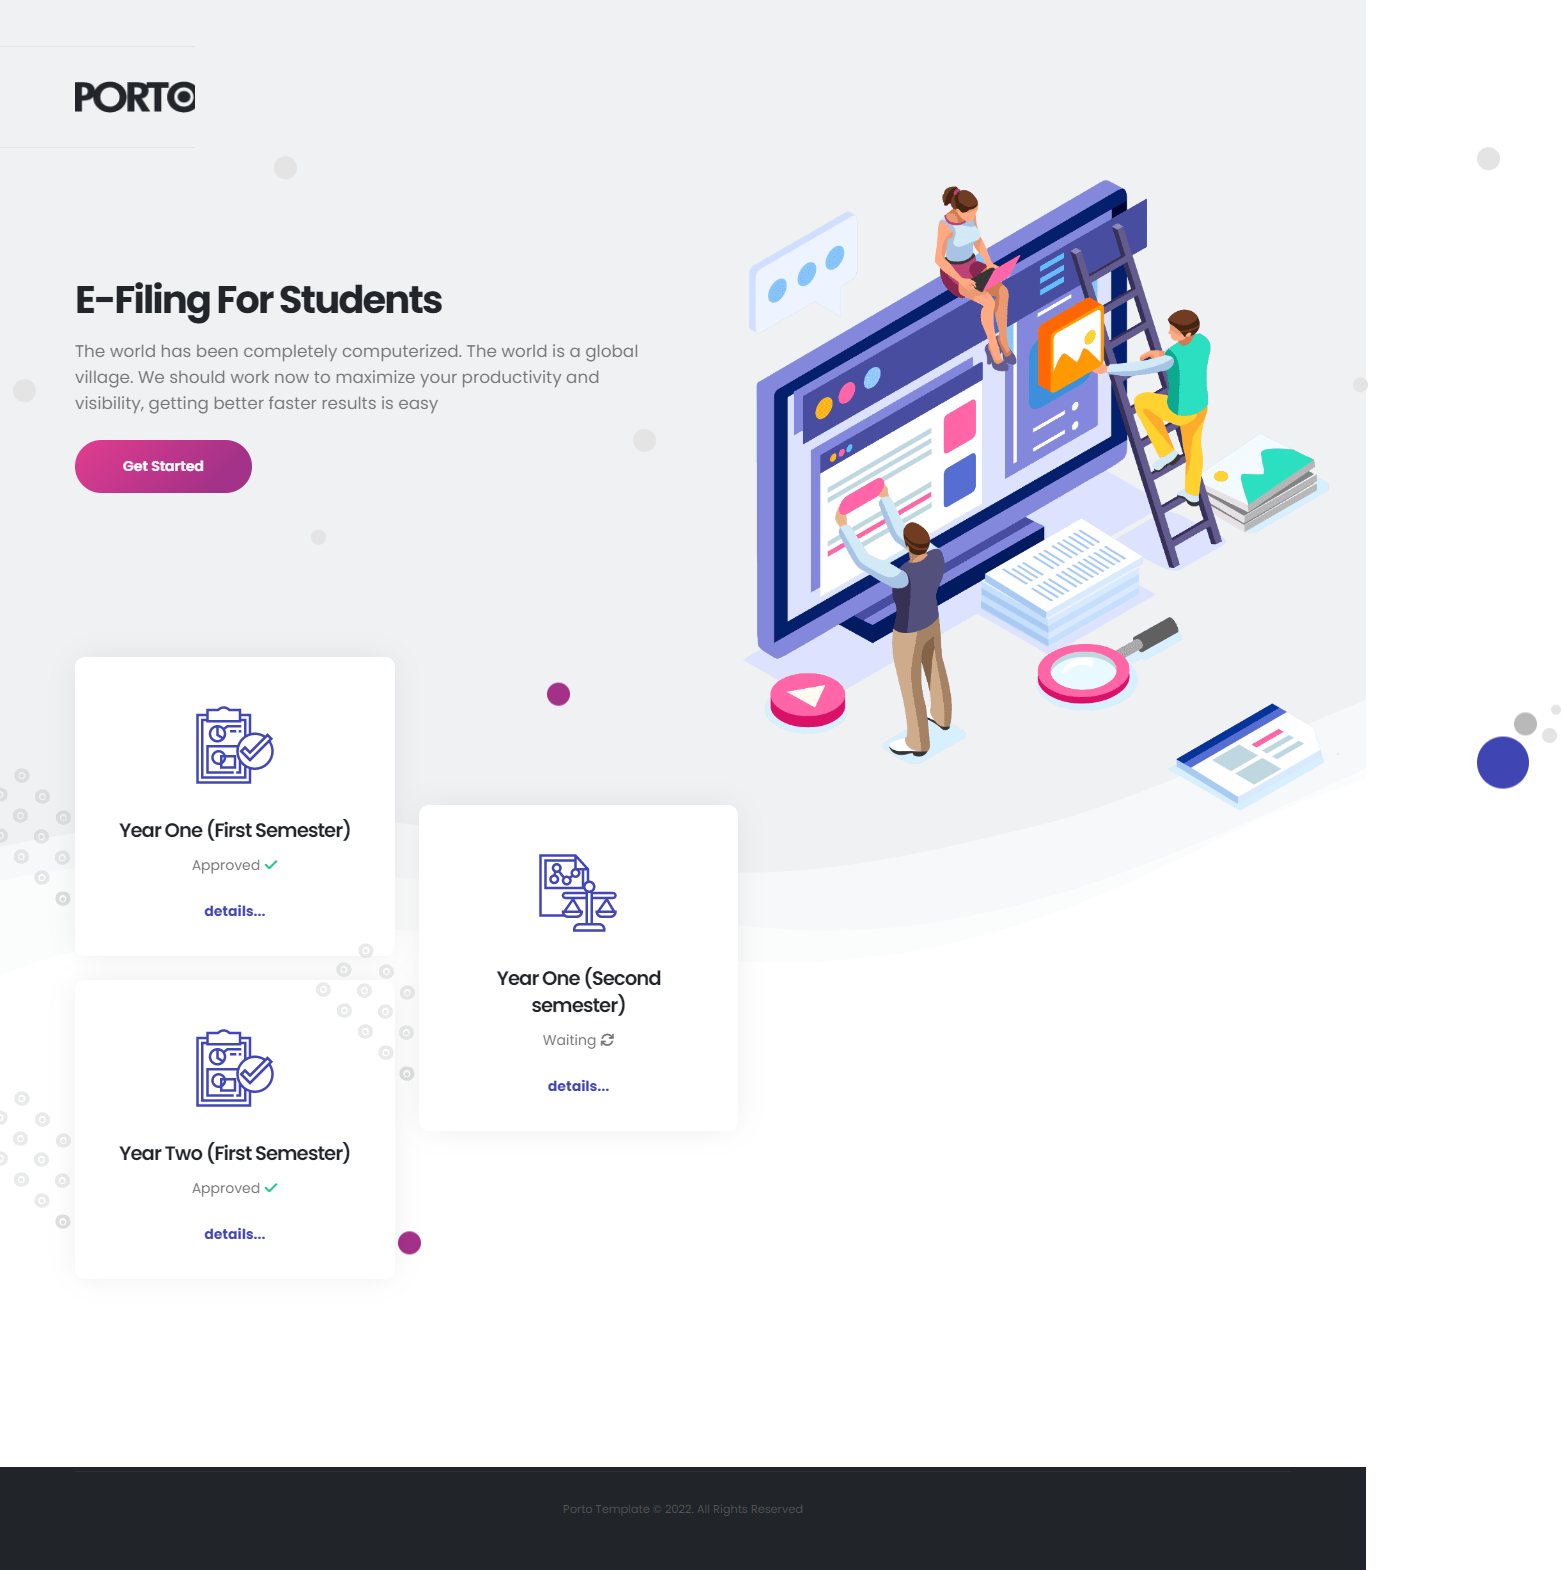 PORTO
E-Filing For Students
The world has been completely computerized. The world is a global
village. We should work now to maximize your productivity and
visibility, getting better faster results is easy
Get Started
Year One (First Semester)
Approved
details...
Year One (Second
semester)
Waiting
details...
Year Two (First Semester)
Approved
details...
Porto Template © 2022. All Rights Reserved